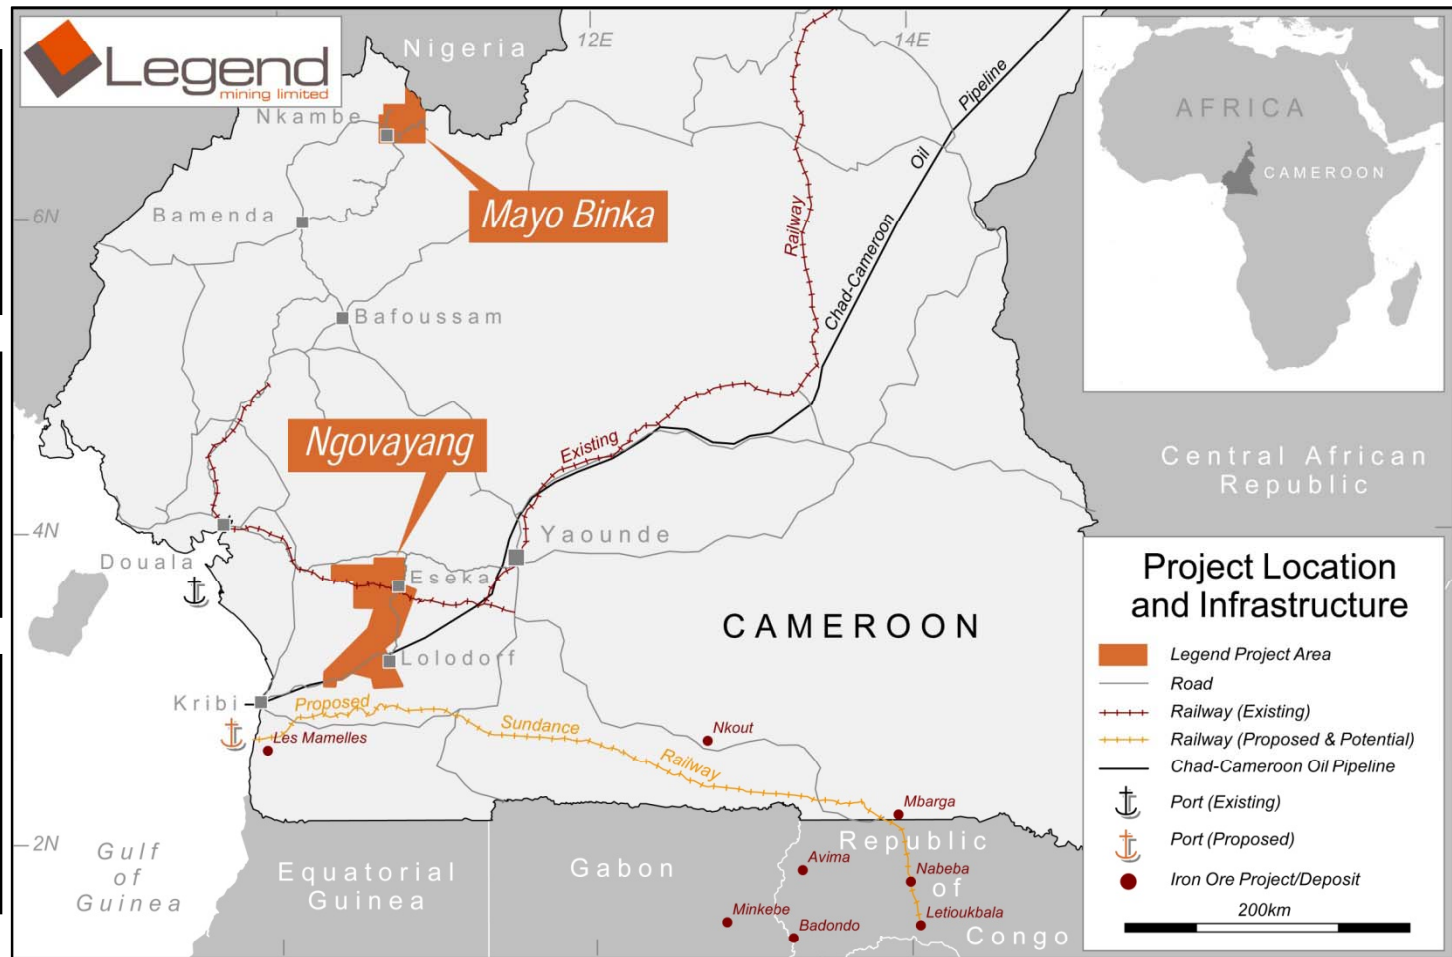 Legend
mining limited
Nigeria
12E
14E
Nkambe
Mayo Binka
Bamenda
6N
Bafoussam
Railway
Chad-Cameroon
Oil
Pipeline
AFRICA
CAMEROON
Ngovayang
Existing
Central African
Republic
4N
Douala
Yaounde
Eseka
Lolodorf
CAMEROON
Kribi
Proposed
Sundance
Railway
Les Mamelles
Nkout
Mbarga
2N
Gulf
of
Guinea
Equatorial
Guinea
Gabon
Republic
of
Congo
Avima
Nabeba
Minkebe
Badondo
Letioukbala
Project Location
and Infrastructure
Legend Project Area
Road
Railway (Existing)
Railway (Proposed & Potential)
Chad-Cameroon Oil Pipeline
Port (Existing)
Port (Proposed)
Iron Ore Project/Deposit
200km